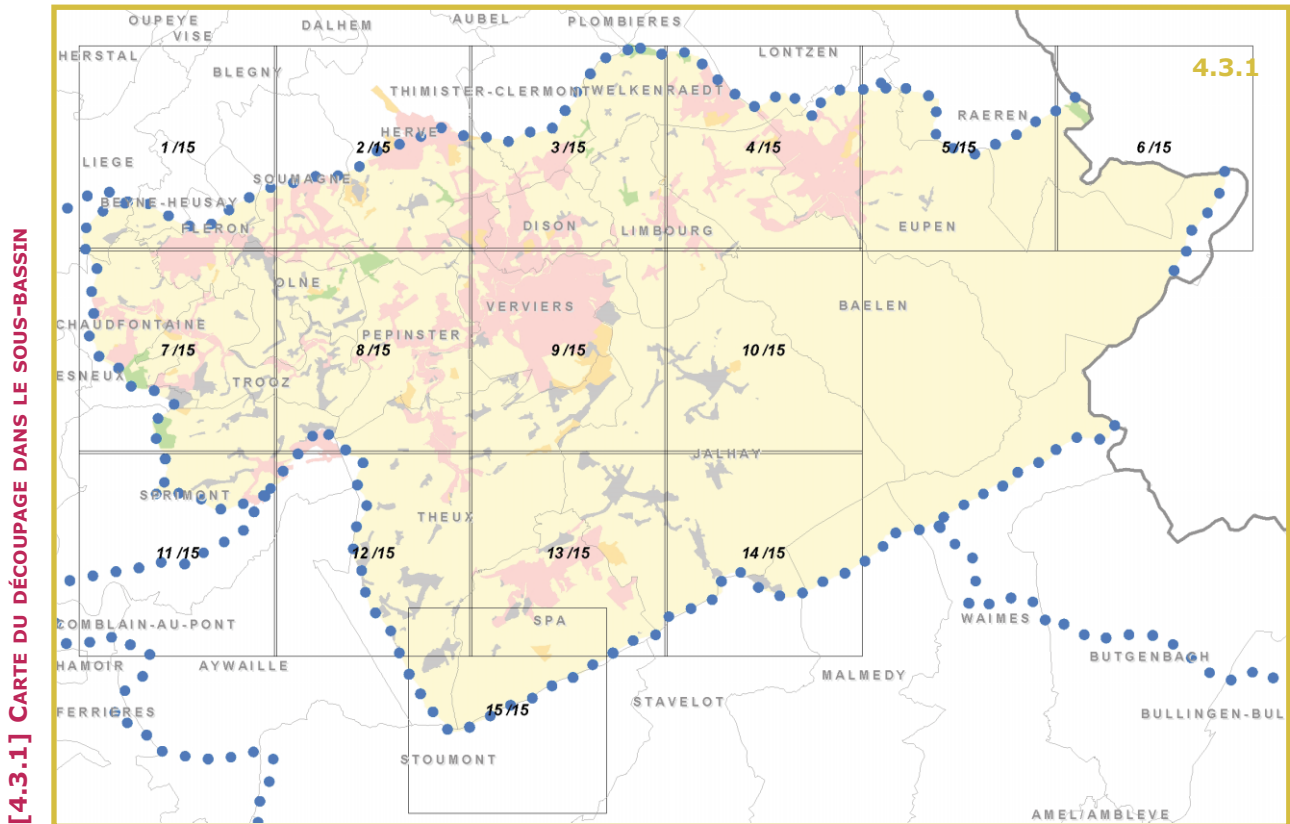 [4.3.1] CARTE DU DÉCOUPAGE DANS LE SOUS-BASSIN
4.3.1
OUPEYE
VISE
DALHEM
AUBEL
PLOMBIERES
HERSTAL
BLEGNY
LONTZEN
THIMISTER-CLERMONT
WELKENRAEDT
RAEREN
HERVE
1 /15
2 /15
3 /15
4 /15
5 /15
6 /15
LIEGE
SOUMAGNE
BEYNE-HEUSAY
FLERON
DISON
LIMBOURG
EUPEN
OLNE
VERVIERS
BAELEN
CHAUDFONTAINE
PEPINSTER
7 /15
8 /15
9 /15
10 /15
ESNEUX
TROOZ
JALHAY
SPRIMONT
THEUX
11 /15
12 /15
13 /15
14 /15
COMBLAIN-AU-PONT
SPA
WAIMES
HAMOIR
AYWAILLE
BUTGENBACH
MALMEDY
STAVELOT
FERRIERES
15 /15
BULLINGEN-BUL
STOUMONT
AMEL/AMBLEVE